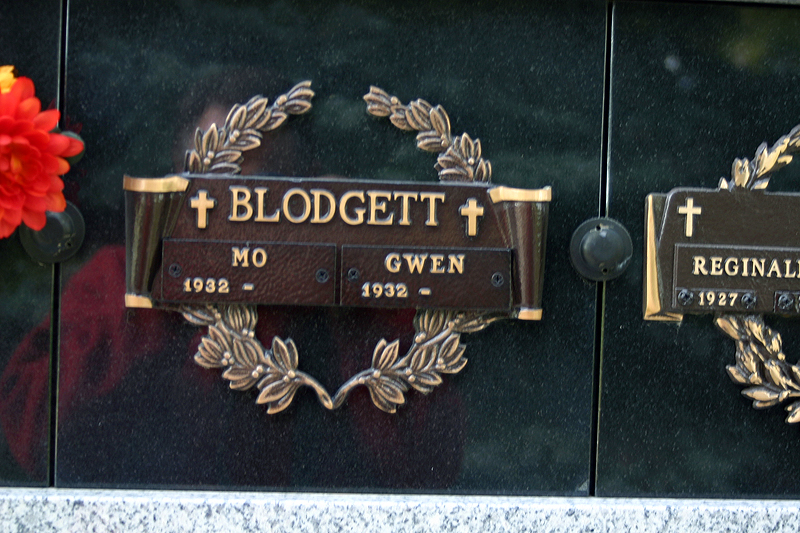 BLODGETT
MO
1932 -
GWEN
1932 -
1927